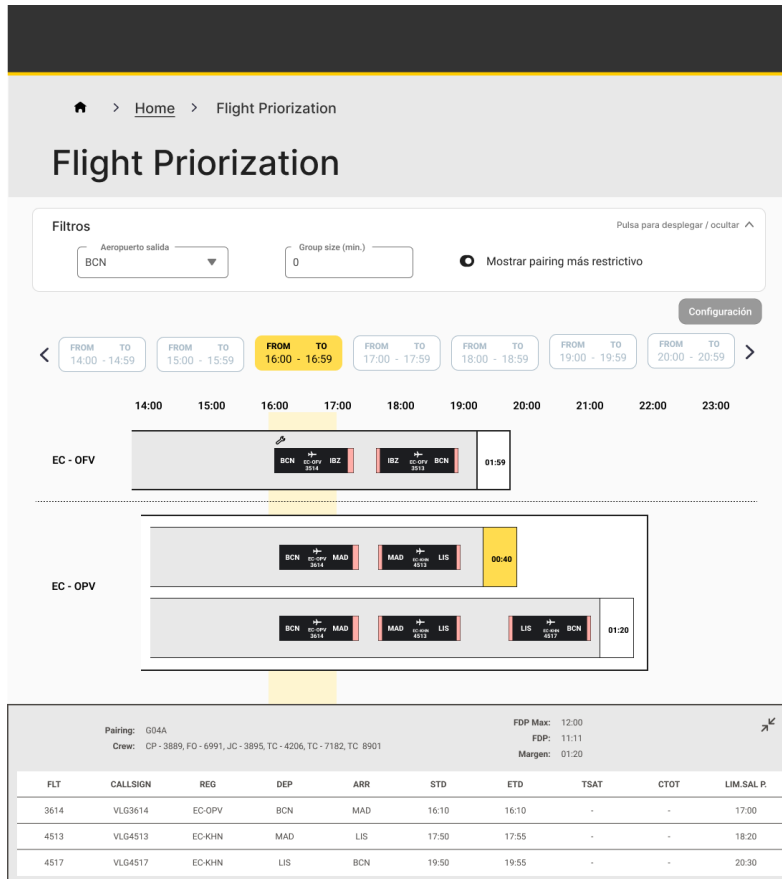 > Home > Flight Priorization
Flight Priorization
Filtros
Pulsa para desplegar / ocultar
Aeropuerto salida
BCN
Group size (min.)
0
Mostrar pairing más restrictivo
Configuración
FROM TO
14:00 - 14:59
FROM TO
15:00 - 15:59
FROM TO
16:00 - 16:59
FROM TO
17:00 - 17:59
FROM TO
18:00 - 18:59
FROM TO
19:00 - 19:59
FROM TO
20:00 - 20:59
14:00 15:00 16:00 17:00 18:00 19:00 20:00 21:00 22:00 23:00
EC - OFV
BCN EC-OFV IBZ
3514
IBZ EC-OFV BCN
3513
01:59
EC - OPV
BCN EC-OPV MAD
3614
MAD EC-KHN LIS
4513
00:40
BCN EC-OPV MAD
3614
MAD EC-KHN LIS
4513
LIS EC-KHN BCN
4517
01:20
Pairing: G04A
Crew: CP - 3889, FO - 6991, JC - 3895, TC - 4206, TC - 7182, TC 8901
FDP Max: 12:00
FDP: 11:11
Margen: 01:20
FLT CALLSIGN REG DEP ARR STD ETD TSAT CTOT LIM.SAL P.
3614 VLG3614 EC-OPV BCN MAD 16:10 16:10 - - 17:00
4513 VLG4513 EC-KHN MAD LIS 17:50 17:55 - - 18:20
4517 VLG4517 EC-KHN LIS BCN 19:50 19:55 - - 20:30